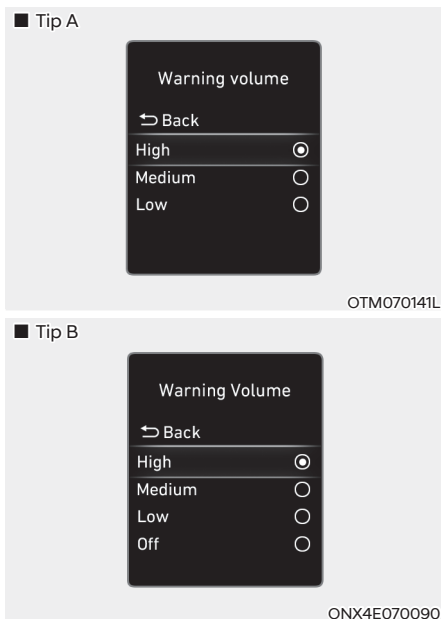 ■ Tip A
Warning volume
⮌ Back
High
Medium
Low
OTM070141L
■ Tip B
Warning Volume
⮌ Back
High
Medium
Low
Off
ONX4E070090